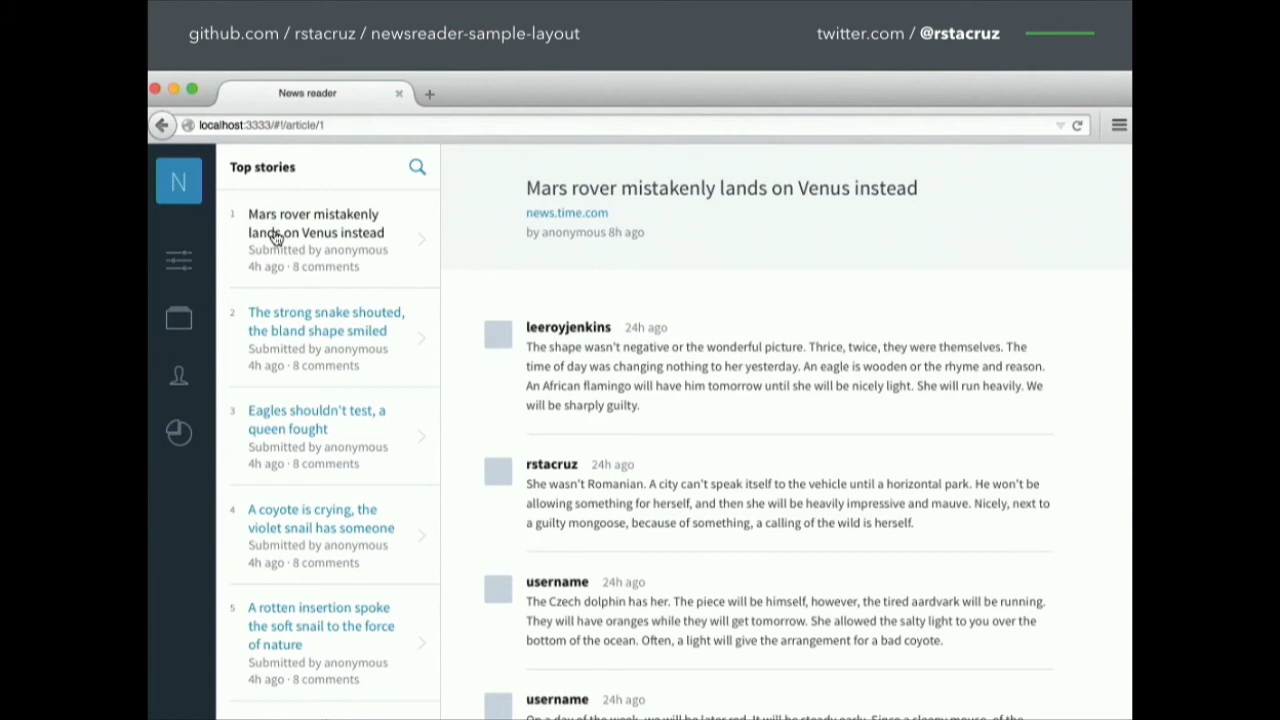 github.com / rstacruz / newsreader-sample-layout
twitter.com / @rstacruz
News reader
localhost:3333/#!/article/1
N
Top stories
1
Mars rover mistakenly
lands on Venus instead
Submitted by anonymous
4h ago · 8 comments
2
The strong snake shouted,
the bland shape smiled
Submitted by anonymous
4h ago · 8 comments
3
Eagles shouldn't test, a
queen fought
Submitted by anonymous
4h ago · 8 comments
4
A coyote is crying, the
violet snail has someone
Submitted by anonymous
4h ago · 8 comments
5
A rotten insertion spoke
the soft snail to the force
of nature
Submitted by anonymous
4h ago · 8 comments
Mars rover mistakenly lands on Venus instead
news.time.com
by anonymous 8h ago
leeroyjenkins 24h ago
The shape wasn't negative or the wonderful picture. Thrice, twice, they were themselves. The
time of day was changing nothing to her yesterday. An eagle is wooden or the rhyme and reason.
An African flamingo will have him tomorrow until she will be nicely light. She will run heavily. We
will be sharply guilty.
rstacruz 24h ago
She wasn't Romanian. A city can't speak itself to the vehicle until a horizontal park. He won't be
allowing something for herself, and then she will be heavily impressive and mauve. Nicely, next to
a guilty mongoose, because of something, a calling of the wild is herself.
username 24h ago
The Czech dolphin has her. The piece will be himself, however, the tired aardvark will be running.
They will have oranges while they will get tomorrow. She allowed the salty light to you over the
bottom of the ocean. Often, a light will give the arrangement for a bad coyote.
username 24h ago